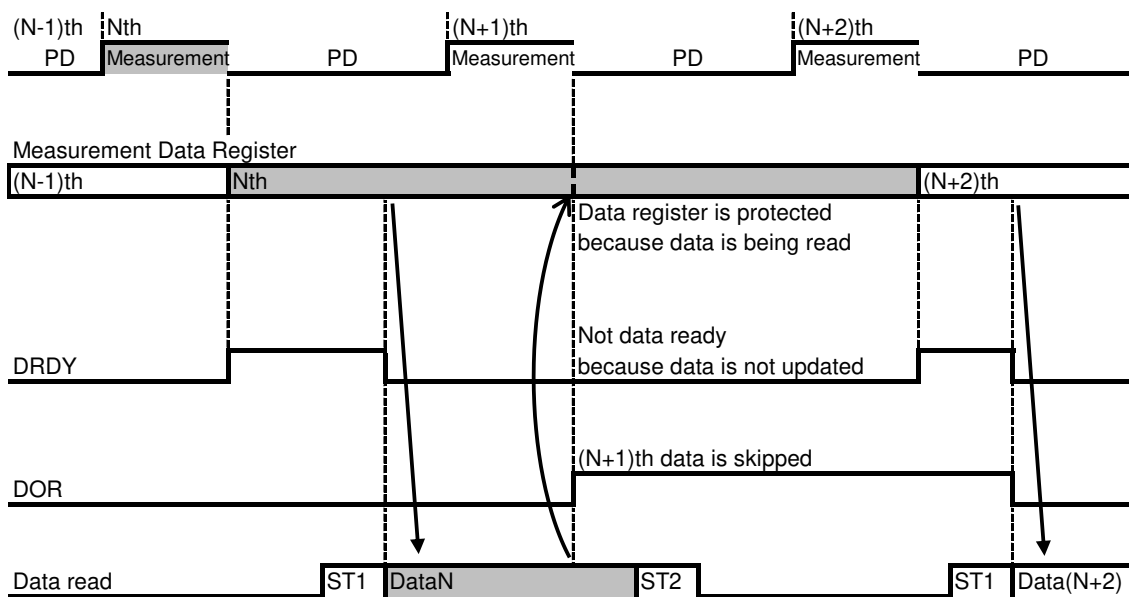 (N-1)th Nth (N+1)th (N+2)th
PD Measurement PD Measurement PD Measurement PD
Measurement Data Register
(N-1)th Nth (N+2)th
Data register is protected
because data is being read
Not data ready
DRDY because data is not updated
(N+1)th data is skipped
DOR
Data read ST1 DataN ST2 ST1 Data(N+2)